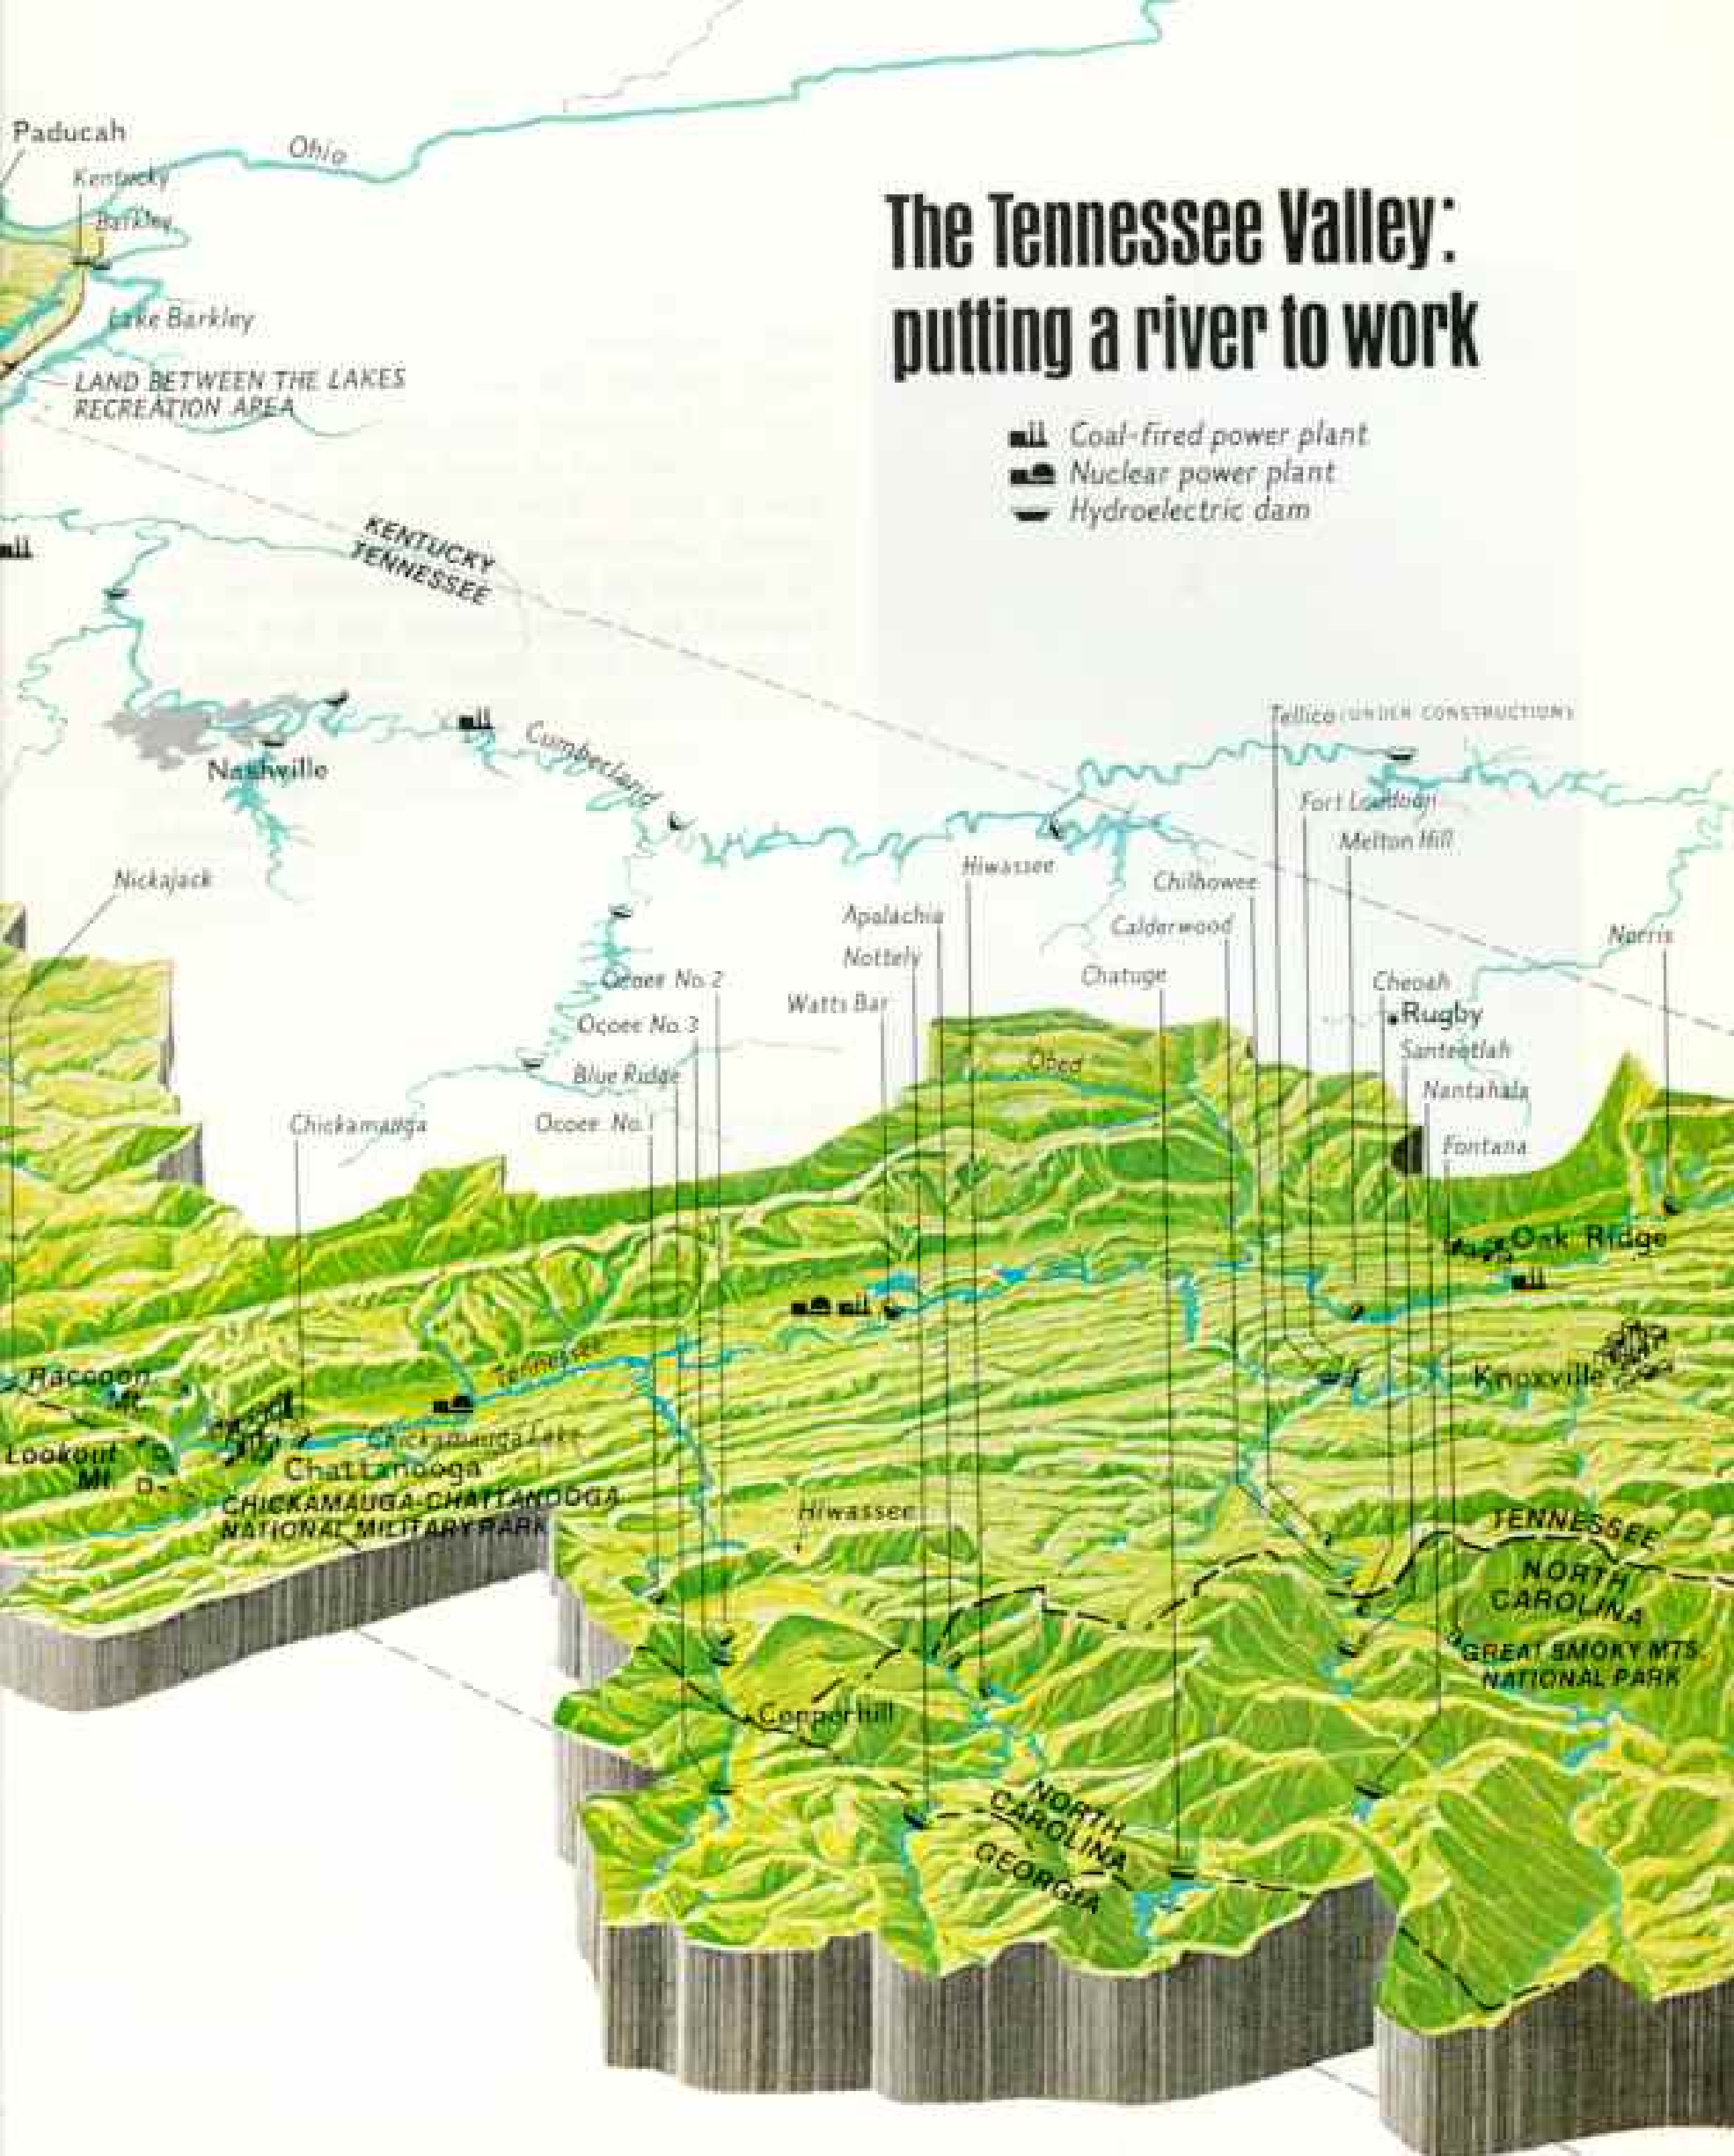 Paducah
Ohio
Kentucky
Barkley
The Tennessee Valley:
putting a river to work
Lake Barkley
LAND BETWEEN THE LAKES
RECREATION AREA
Coal-fired power plant
Nuclear power plant
Hydroelectric dam
KENTUCKY
TENNESSEE
Tellico (UNDER CONSTRUCTION)
Nashville
Cumberland
Fort Loudoun
Melton Hill
Nickajack
Hiwassee
Chilhowee
Apalachia
Calderwood
Norris
Nottely
Ocoee No. 2
Chatuge
Cheoah
Watts Bar
Rugby
Ocoee No. 3
Santeetlah
Obed
Blue Ridge
Nantahala
Chickamauga
Ocoee No. 1
Fontana
Oak Ridge
Tennessee
Raccoon
Mt.
Knoxville
Chickamauga Lake
Lookout
Mt.
Chattanooga
CHICKAMAUGA-CHATTANOOGA
NATIONAL MILITARY PARK
Hiwassee
TENNESSEE
NORTH
CAROLINA
GREAT SMOKY MTS.
NATIONAL PARK
Copperhill
NORTH
CAROLINA
GEORGIA